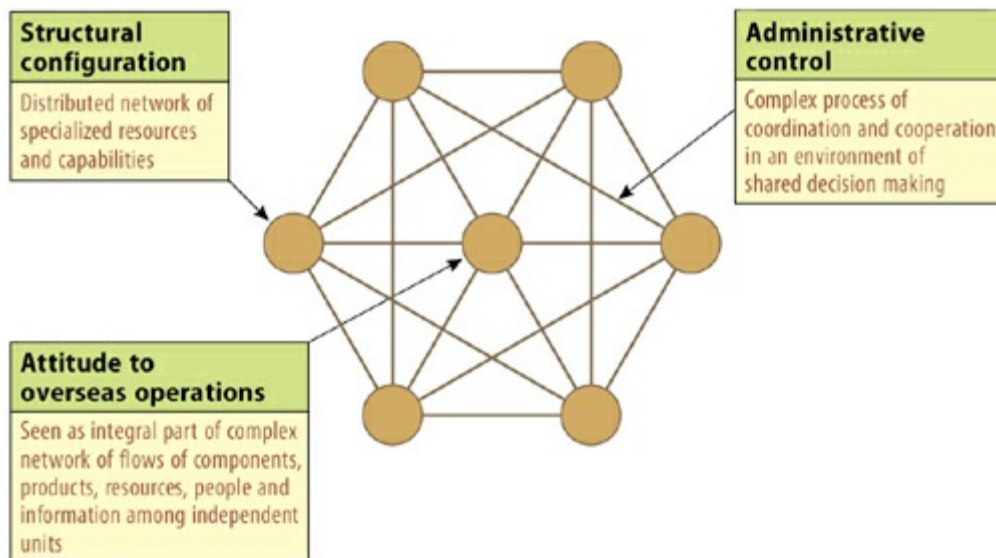 Structural
configuration
Distributed network of
specialized resources
and capabilities
Administrative
control
Complex process of
coordination and cooperation
in an environment of
shared decision making
Attitude to
overseas operations
Seen as integral part of complex
network of flows of components,
products, resources, people and
information among independent
units